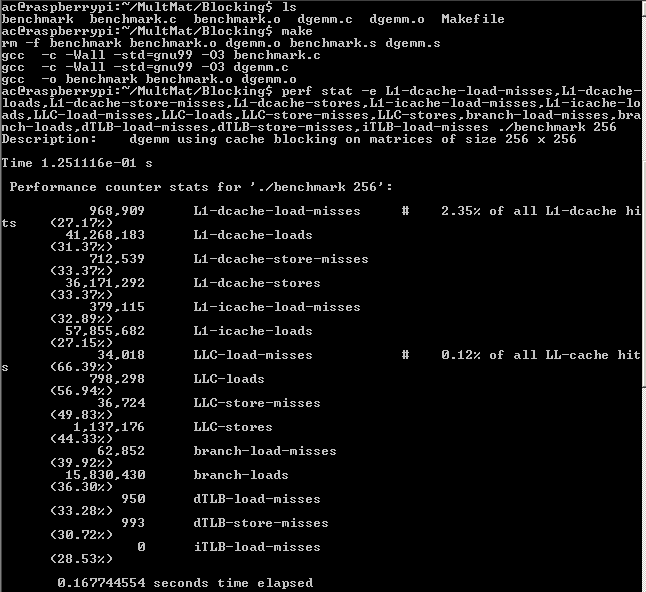 ac@raspberrypi:~/MultMat/Blocking$ ls
benchmark  benchmark.c  benchmark.o  dgemm.c  dgemm.o  Makefile
ac@raspberrypi:~/MultMat/Blocking$ make
rm -f benchmark benchmark.o dgemm.o benchmark.s dgemm.s
gcc  -c -Wall -std=gnu99 -O3 benchmark.c
gcc  -c -Wall -std=gnu99 -O3 dgemm.c
gcc  -o benchmark benchmark.o dgemm.o
ac@raspberrypi:~/MultMat/Blocking$ perf stat -e L1-dcache-load-misses,L1-dcache-
loads,L1-dcache-store-misses,L1-dcache-stores,L1-icache-load-misses,L1-icache-lo
ads,LLC-load-misses,LLC-loads,LLC-store-misses,LLC-stores,branch-load-misses,bra
nch-loads,dTLB-load-misses,dTLB-store-misses,iTLB-load-misses ./benchmark 256
Description:    dgemm using cache blocking on matrices of size 256 x 256
Time 1.251116e-01 s
Performance counter stats for './benchmark 256':
968,909      L1-dcache-load-misses     #    2.35% of all L1-dcache hi
ts    (27.17%)
41,268,183      L1-dcache-loads
(31.37%)
712,539      L1-dcache-store-misses
(33.37%)
36,171,292      L1-dcache-stores
(33.37%)
379,115      L1-icache-load-misses
(32.89%)
57,855,682      L1-icache-loads
(27.15%)
34,018      LLC-load-misses           #    0.12% of all LL-cache hit
s     (66.39%)
798,298      LLC-loads
(56.94%)
36,724      LLC-store-misses
(49.83%)
1,137,176      LLC-stores
(44.33%)
62,852      branch-load-misses
(39.92%)
15,830,430      branch-loads
(36.30%)
950      dTLB-load-misses
(33.28%)
993      dTLB-store-misses
(30.72%)
0      iTLB-load-misses
(28.53%)
0.167744554 seconds time elapsed